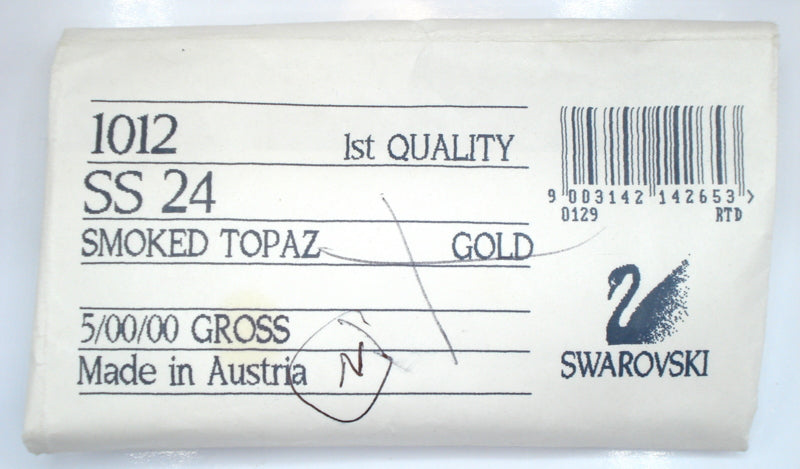 1012 1st QUALITY
SS 24
SMOKED TOPAZ GOLD
5/00/00 GROSS
Made in Austria N
9 003142 142653 >
0129 RTD
SWAROVSKI